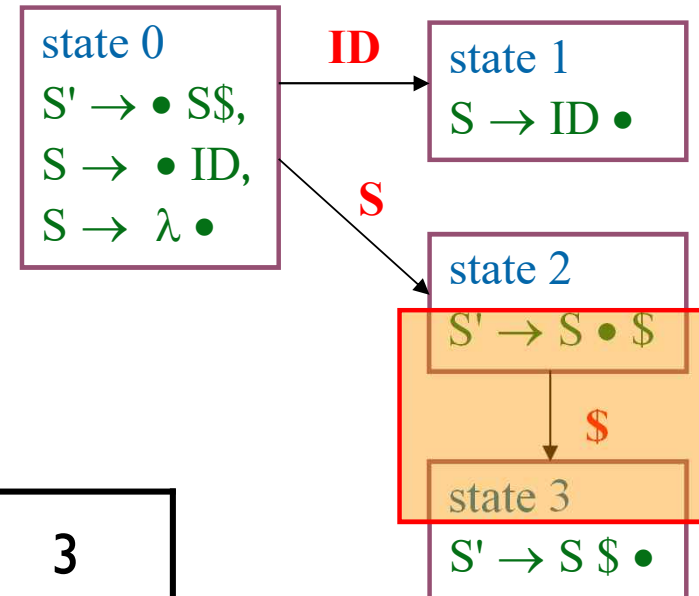 state 0
S' → • S$,
S → • ID,
S → λ •
ID
state 1
S → ID •
S
state 2
S' → S • $
$
state 3
S' → S $ •
3